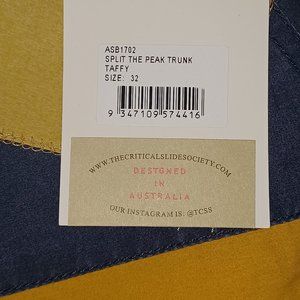 ASB1702
SPLIT THE PEAK TRUNK
TAFFY
SIZE: 32
9 347109 574416
WWW.THECRITICALSLIDESOCIETY.COM
DESIGNED
IN
AUSTRALIA
OUR INSTAGRAM IS: @TCSS